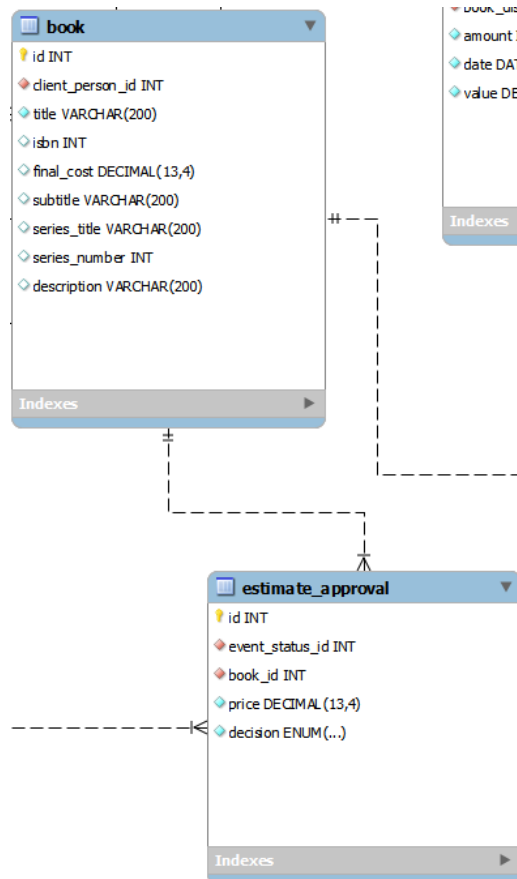 book
id INT
client_person_id INT
title VARCHAR(200)
isbn INT
final_cost DECIMAL(13,4)
subtitle VARCHAR(200)
series_title VARCHAR(200)
series_number INT
description VARCHAR(200)
Indexes
amount
date
value
Indexes
estimate_approval
id INT
event_status_id INT
book_id INT
price DECIMAL(13,4)
decision ENUM(...)
Indexes